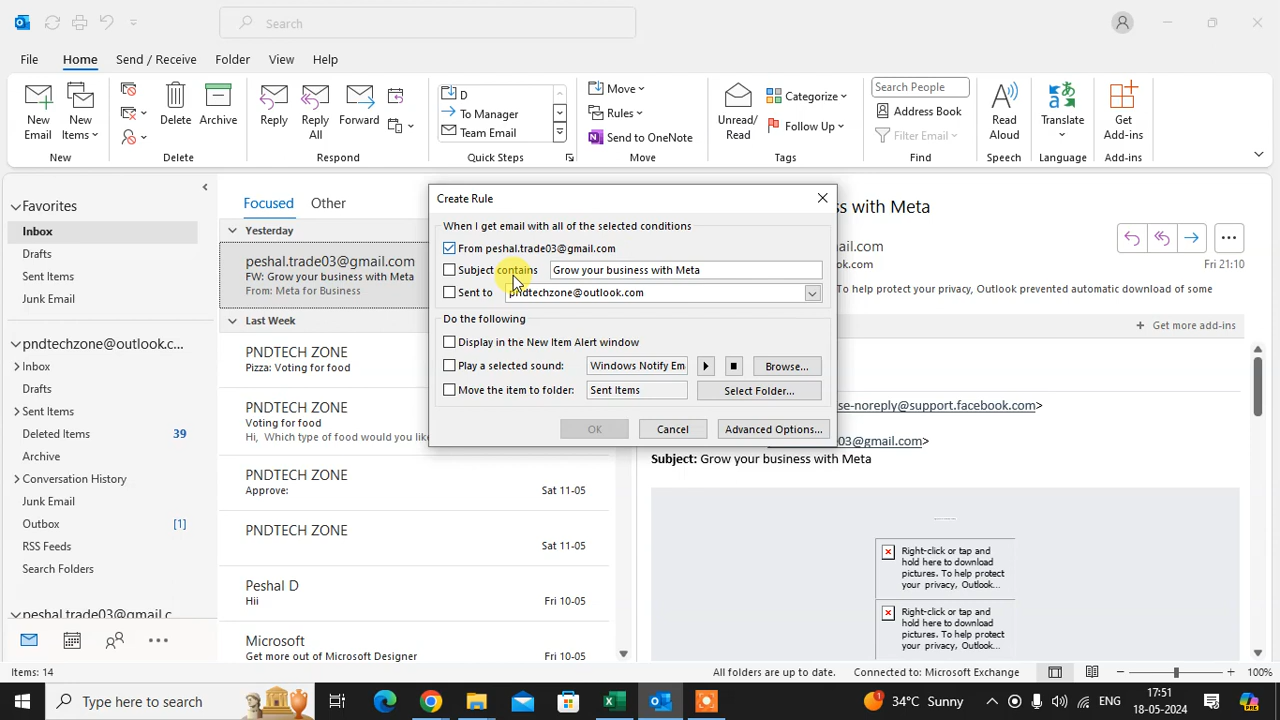 Search
File Home Send / Receive Folder View Help
New Email
New Items
Delete
Archive
Reply
Reply All
Forward
D
To Manager
Team Email
Move
Rules
Send to OneNote
Unread/ Read
Categorize
Follow Up
Search People
Address Book
Filter Email
Read Aloud
Translate
Get Add-ins
New Delete Respond Quick Steps Move Tags Find Speech Language Add-ins
Favorites
Inbox
Drafts
Sent Items
Junk Email
pndtechzone@outlook.c...
Inbox
Drafts
Sent Items
Deleted Items 39
Archive
Conversation History
Junk Email
Outbox [1]
RSS Feeds
Search Folders
peshal.trade03@gmail.c
Focused Other
Yesterday
peshal.trade03@gmail.com
FW: Grow your business with Meta
From: Meta for Business
Last Week
PNDTECH ZONE
Pizza: Voting for food
PNDTECH ZONE
Voting for food
Hi, Which type of food would you lik
PNDTECH ZONE
Approve: Sat 11-05
PNDTECH ZONE
Sat 11-05
Peshal D
Hii Fri 10-05
Microsoft
Get more out of Microsoft Designer Fri 10-05
Create Rule
When I get email with all of the selected conditions
From peshal.trade03@gmail.com
Subject contains Grow your business with Meta
Sent to pndtechzone@outlook.com
Do the following
Display in the New Item Alert window
Play a selected sound: Windows Notify Em Browse...
Move the item to folder: Sent Items Select Folder...
OK Cancel Advanced Options...
s with Meta
ail.com
ok.com
Fri 21:10
To help protect your privacy, Outlook prevented automatic download of some
Get more add-ins
se-noreply@support.facebook.com>
03@gmail.com>
Subject: Grow your business with Meta
Right-click or tap and
hold here to download
pictures. To help protect
your privacy, Outlook...
Right-click or tap and
hold here to download
pictures. To help protect
your privacy, Outlook...
Items: 14 All folders are up to date. Connected to: Microsoft Exchange 100%
Type here to search 34°C Sunny ENG 17:51
18-05-2024